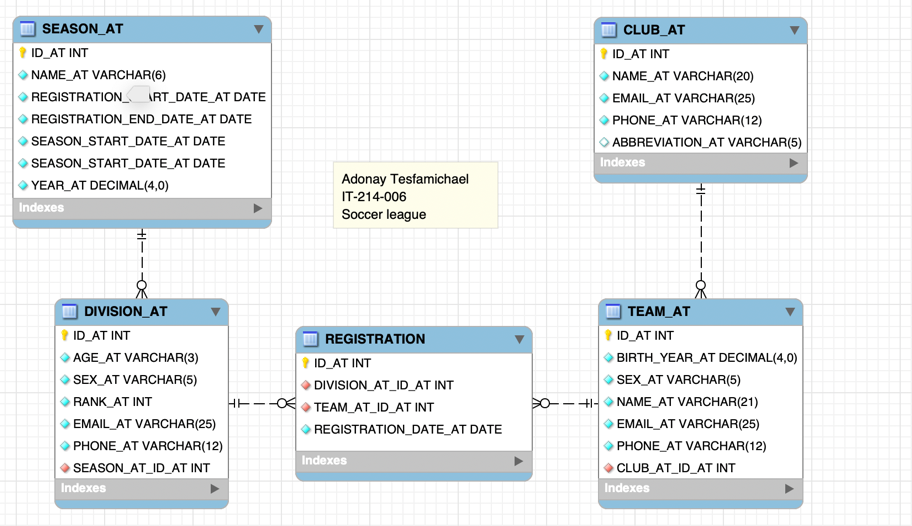 SEASON_AT
ID_AT INT
NAME_AT VARCHAR(6)
REGISTRATION_ ART_DATE_AT DATE
REGISTRATION_END_DATE_AT DATE
SEASON_START_DATE_AT DATE
SEASON_START_DATE_AT DATE
YEAR_AT DECIMAL(4,0)
Indexes
CLUB_AT
ID_AT INT
NAME_AT VARCHAR(20)
EMAIL_AT VARCHAR(25)
PHONE_AT VARCHAR(12)
ABBREVIATION_AT VARCHAR(5)
Indexes
Adonay Tesfamichael
IT-214-006
Soccer league
DIVISION_AT
ID_AT INT
AGE_AT VARCHAR(3)
SEX_AT VARCHAR(5)
RANK_AT INT
EMAIL_AT VARCHAR(25)
PHONE_AT VARCHAR(12)
SEASON_AT_ID_AT INT
Indexes
REGISTRATION
ID_AT INT
DIVISION_AT_ID_AT INT
TEAM_AT_ID_AT INT
REGISTRATION_DATE_AT DATE
Indexes
TEAM_AT
ID_AT INT
BIRTH_YEAR_AT DECIMAL(4,0)
SEX_AT VARCHAR(5)
NAME_AT VARCHAR(21)
EMAIL_AT VARCHAR(25)
PHONE_AT VARCHAR(12)
CLUB_AT_ID_AT INT
Indexes